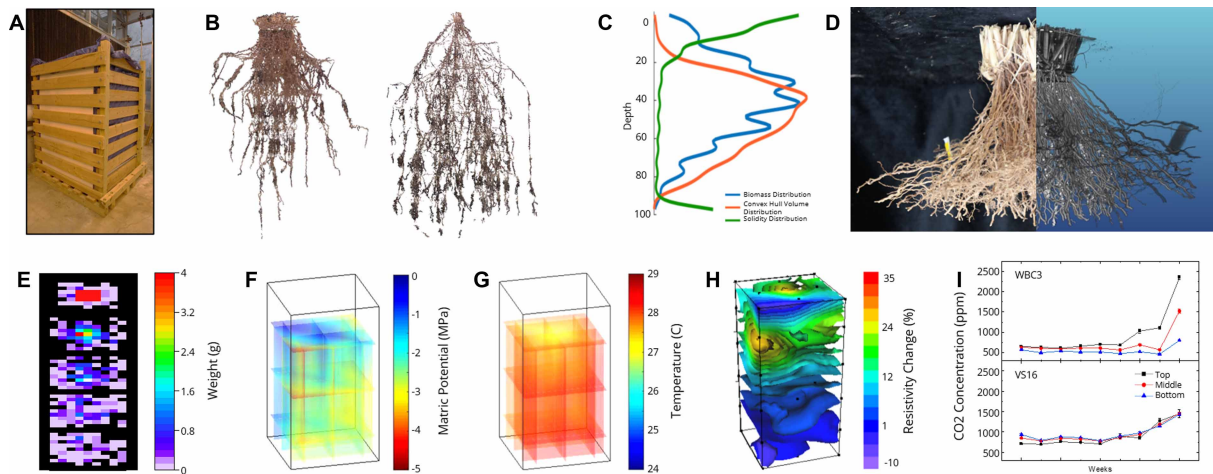 A
B
C
0
20
40
60
80
100
Depth
Biomass Distribution
Convex Hull Volume
Distribution
Solidity Distribution
D
E
4
3.2
2.4
1.6
0.8
0
Weight (g)
F
0
-1
-2
-3
-4
-5
Matric Potential (MPa)
G
29
28
27
26
25
24
Temperature (C)
H
35
24
12
1
-10
Resistivity Change (%)
I
CO2 Concentration (ppm)
WBC3
2500
2000
1500
1000
500
VS16
Top
Middle
Bottom
2500
2000
1500
1000
500
Weeks